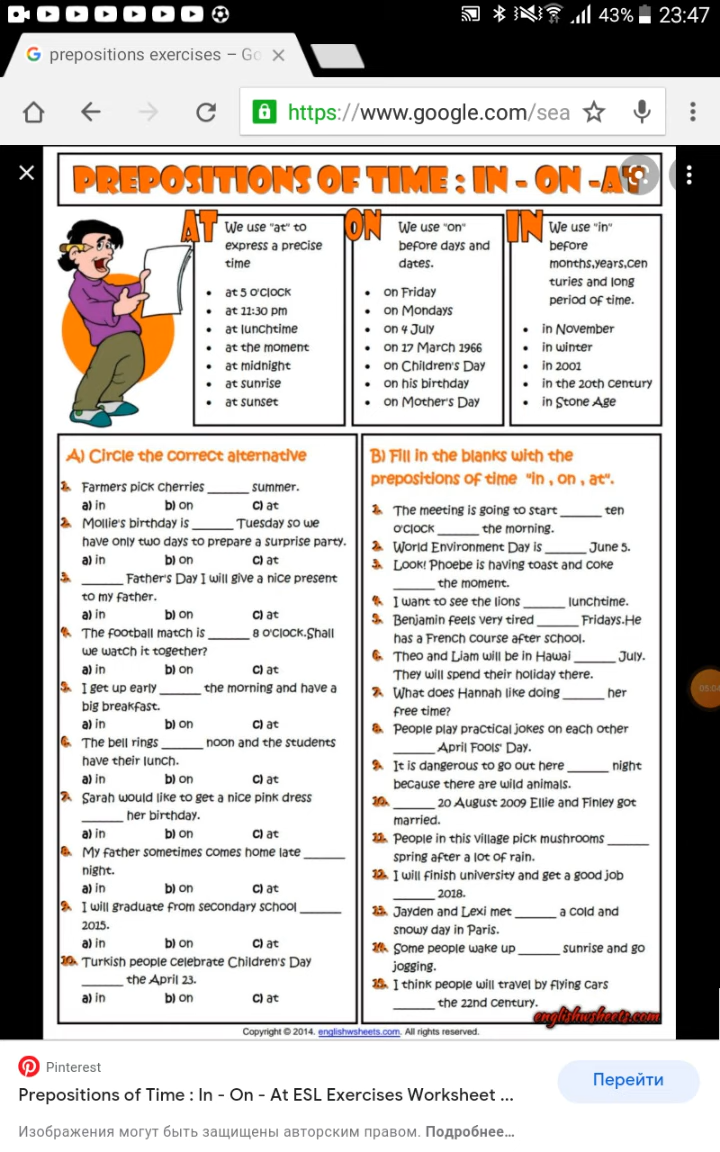 43% 23:47
prepositions exercises – Go
https://www.google.com/sea
PREPOSITIONS OF TIME : IN - ON -AT
AT
We use "at" to
express a precise
time
at 5 o'clock
at 11:30 pm
at lunchtime
at the moment
at midnight
at sunrise
at sunset
ON
We use "on"
before days and
dates.
on Friday
on Mondays
on 4 July
on 17 March 1966
on Children's Day
on his birthday
on Mother's Day
IN
We use "in"
before
months,years,cen
turies and long
period of time.
in November
in winter
in 2001
in the 20th century
in Stone Age
A) Circle the correct alternative
1. Farmers pick cherries ______ summer.
a) in b) on c) at
2. Mollie's birthday is ______ Tuesday so we
have only two days to prepare a surprise party.
a) in b) on c) at
3. ______ Father's Day I will give a nice present
to my father.
a) in b) on c) at
4. The football match is ______ 8 o'clock.Shall
we watch it together?
a) in b) on c) at
5. I get up early ______ the morning and have a
big breakfast.
a) in b) on c) at
6. The bell rings ______ noon and the students
have their lunch.
a) in b) on c) at
7. Sarah would like to get a nice pink dress
______ her birthday.
a) in b) on c) at
8. My father sometimes comes home late ______
night.
a) in b) on c) at
9. I will graduate from secondary school ______
2015.
a) in b) on c) at
10. Turkish people celebrate Children's Day
______ the April 23.
a) in b) on c) at
B) Fill in the blanks with the
prepositions of time "in , on , at".
1. The meeting is going to start ______ ten
o'clock ______ the morning.
2. World Environment Day is ______ June 5.
3. Look! Phoebe is having toast and coke
______ the moment.
4. I want to see the lions ______ lunchtime.
5. Benjamin feels very tired ______ Fridays.He
has a French course after school.
6. Theo and Liam will be in Hawai ______ July.
They will spend their holiday there.
7. What does Hannah like doing ______ her
free time?
8. People play practical jokes on each other
______ April Fools' Day.
9. It is dangerous to go out here ______ night
because there are wild animals.
10. ______ 20 August 2009 Ellie and Finley got
married.
11. People in this village pick mushrooms ______
spring after a lot of rain.
12. I will finish university and get a good job
______ 2018.
13. Jayden and Lexi met ______ a cold and
snowy day in Paris.
14. Some people wake up ______ sunrise and go
jogging.
15. I think people will travel by flying cars
______ the 22nd century.
englishwsheets.com
Copyright © 2014. englishwsheets.com. All rights reserved.
Pinterest
Prepositions of Time : In - On - At ESL Exercises Worksheet ...
Перейти
Изображения могут быть защищены авторским правом. Подробнее...